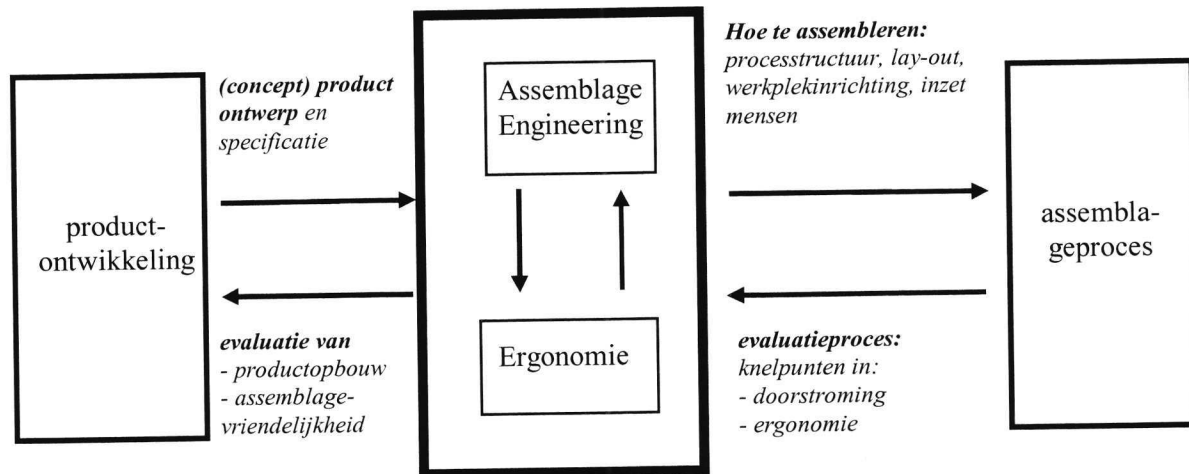 product-
ontwikkeling
(concept) product
ontwerp en
specificatie
evaluatie van
- productopbouw
- assemblage-
vriendelijkheid
Assemblage
Engineering
Ergonomie
Hoe te assembleren:
processtructuur, lay-out,
werkplekinrichting, inzet
mensen
evaluatieproces:
knelpunten in:
- doorstroming
- ergonomie
assembla-
geproces